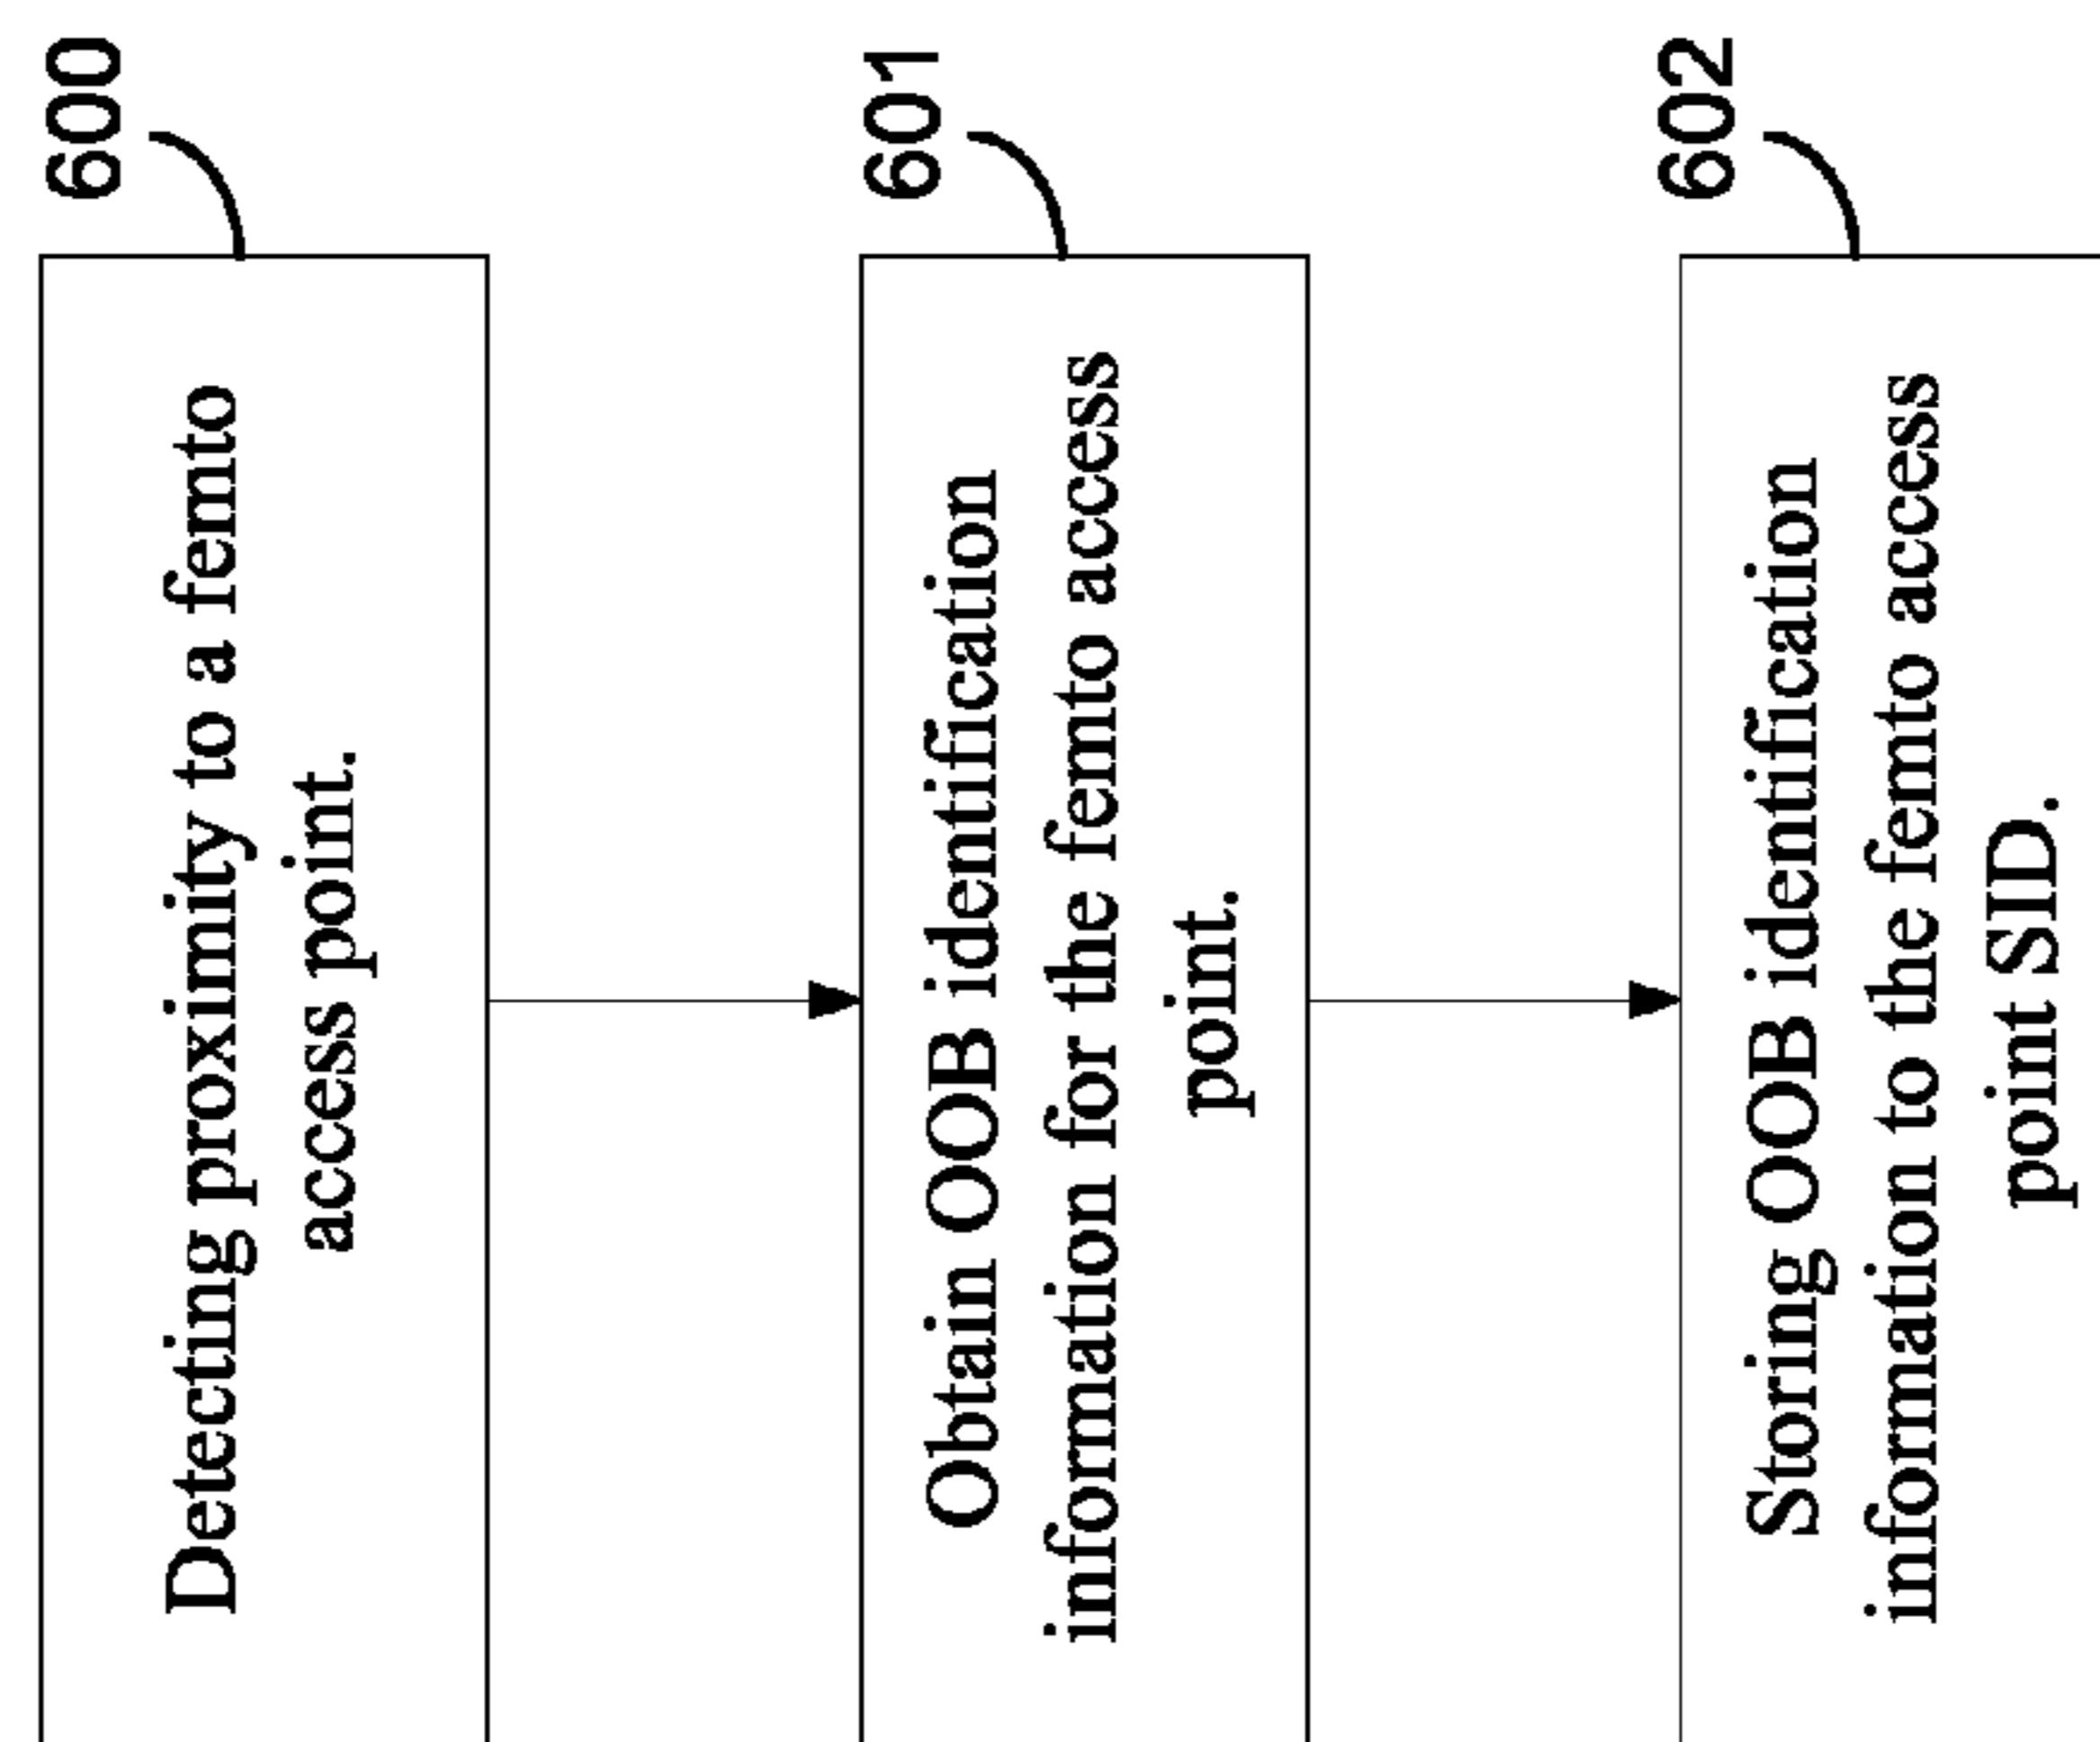 600
Detecting proximity to a femto
access point.
601
Obtain OOB identification
information for the femto access
point.
602
Storing OOB identification
information to the femto access
point SID.